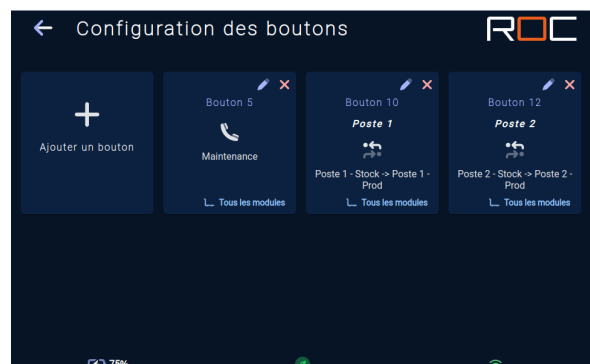 Configuration des boutons
ROC
Ajouter un bouton
Bouton 5
Maintenance
Tous les modules
Bouton 10
Poste 1
Poste 1 - Stock -> Poste 1 -
Prod
Tous les modules
Bouton 12
Poste 2
Poste 2 - Stock -> Poste 2 -
Prod
Tous les modules
75%